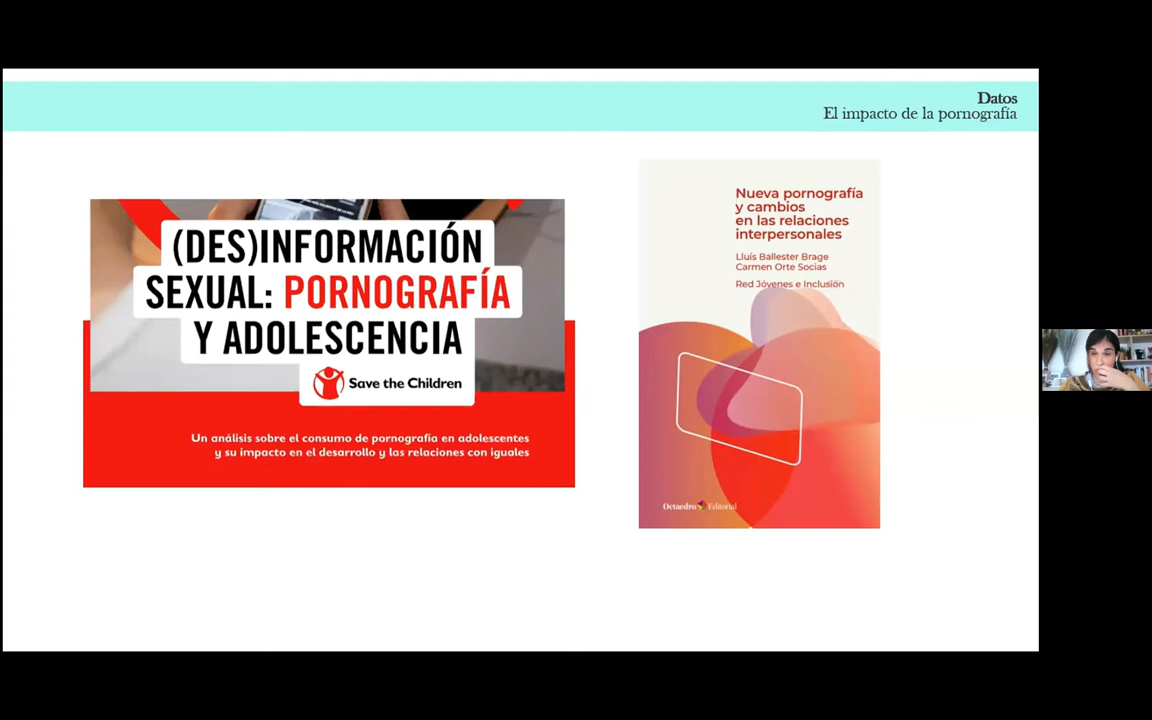 Datos
El impacto de la pornografía
(DES)INFORMACIÓN
SEXUAL: PORNOGRAFÍA
Y ADOLESCENCIA
Save the Children
Un análisis sobre el consumo de pornografía en adolescentes
y su impacto en el desarrollo y las relaciones con iguales
Nueva pornografía
y cambios
en las relaciones
interpersonales
Lluís Ballester Brage
Carmen Orte Socias
Red Jóvenes e Inclusión
Octaedro Editorial